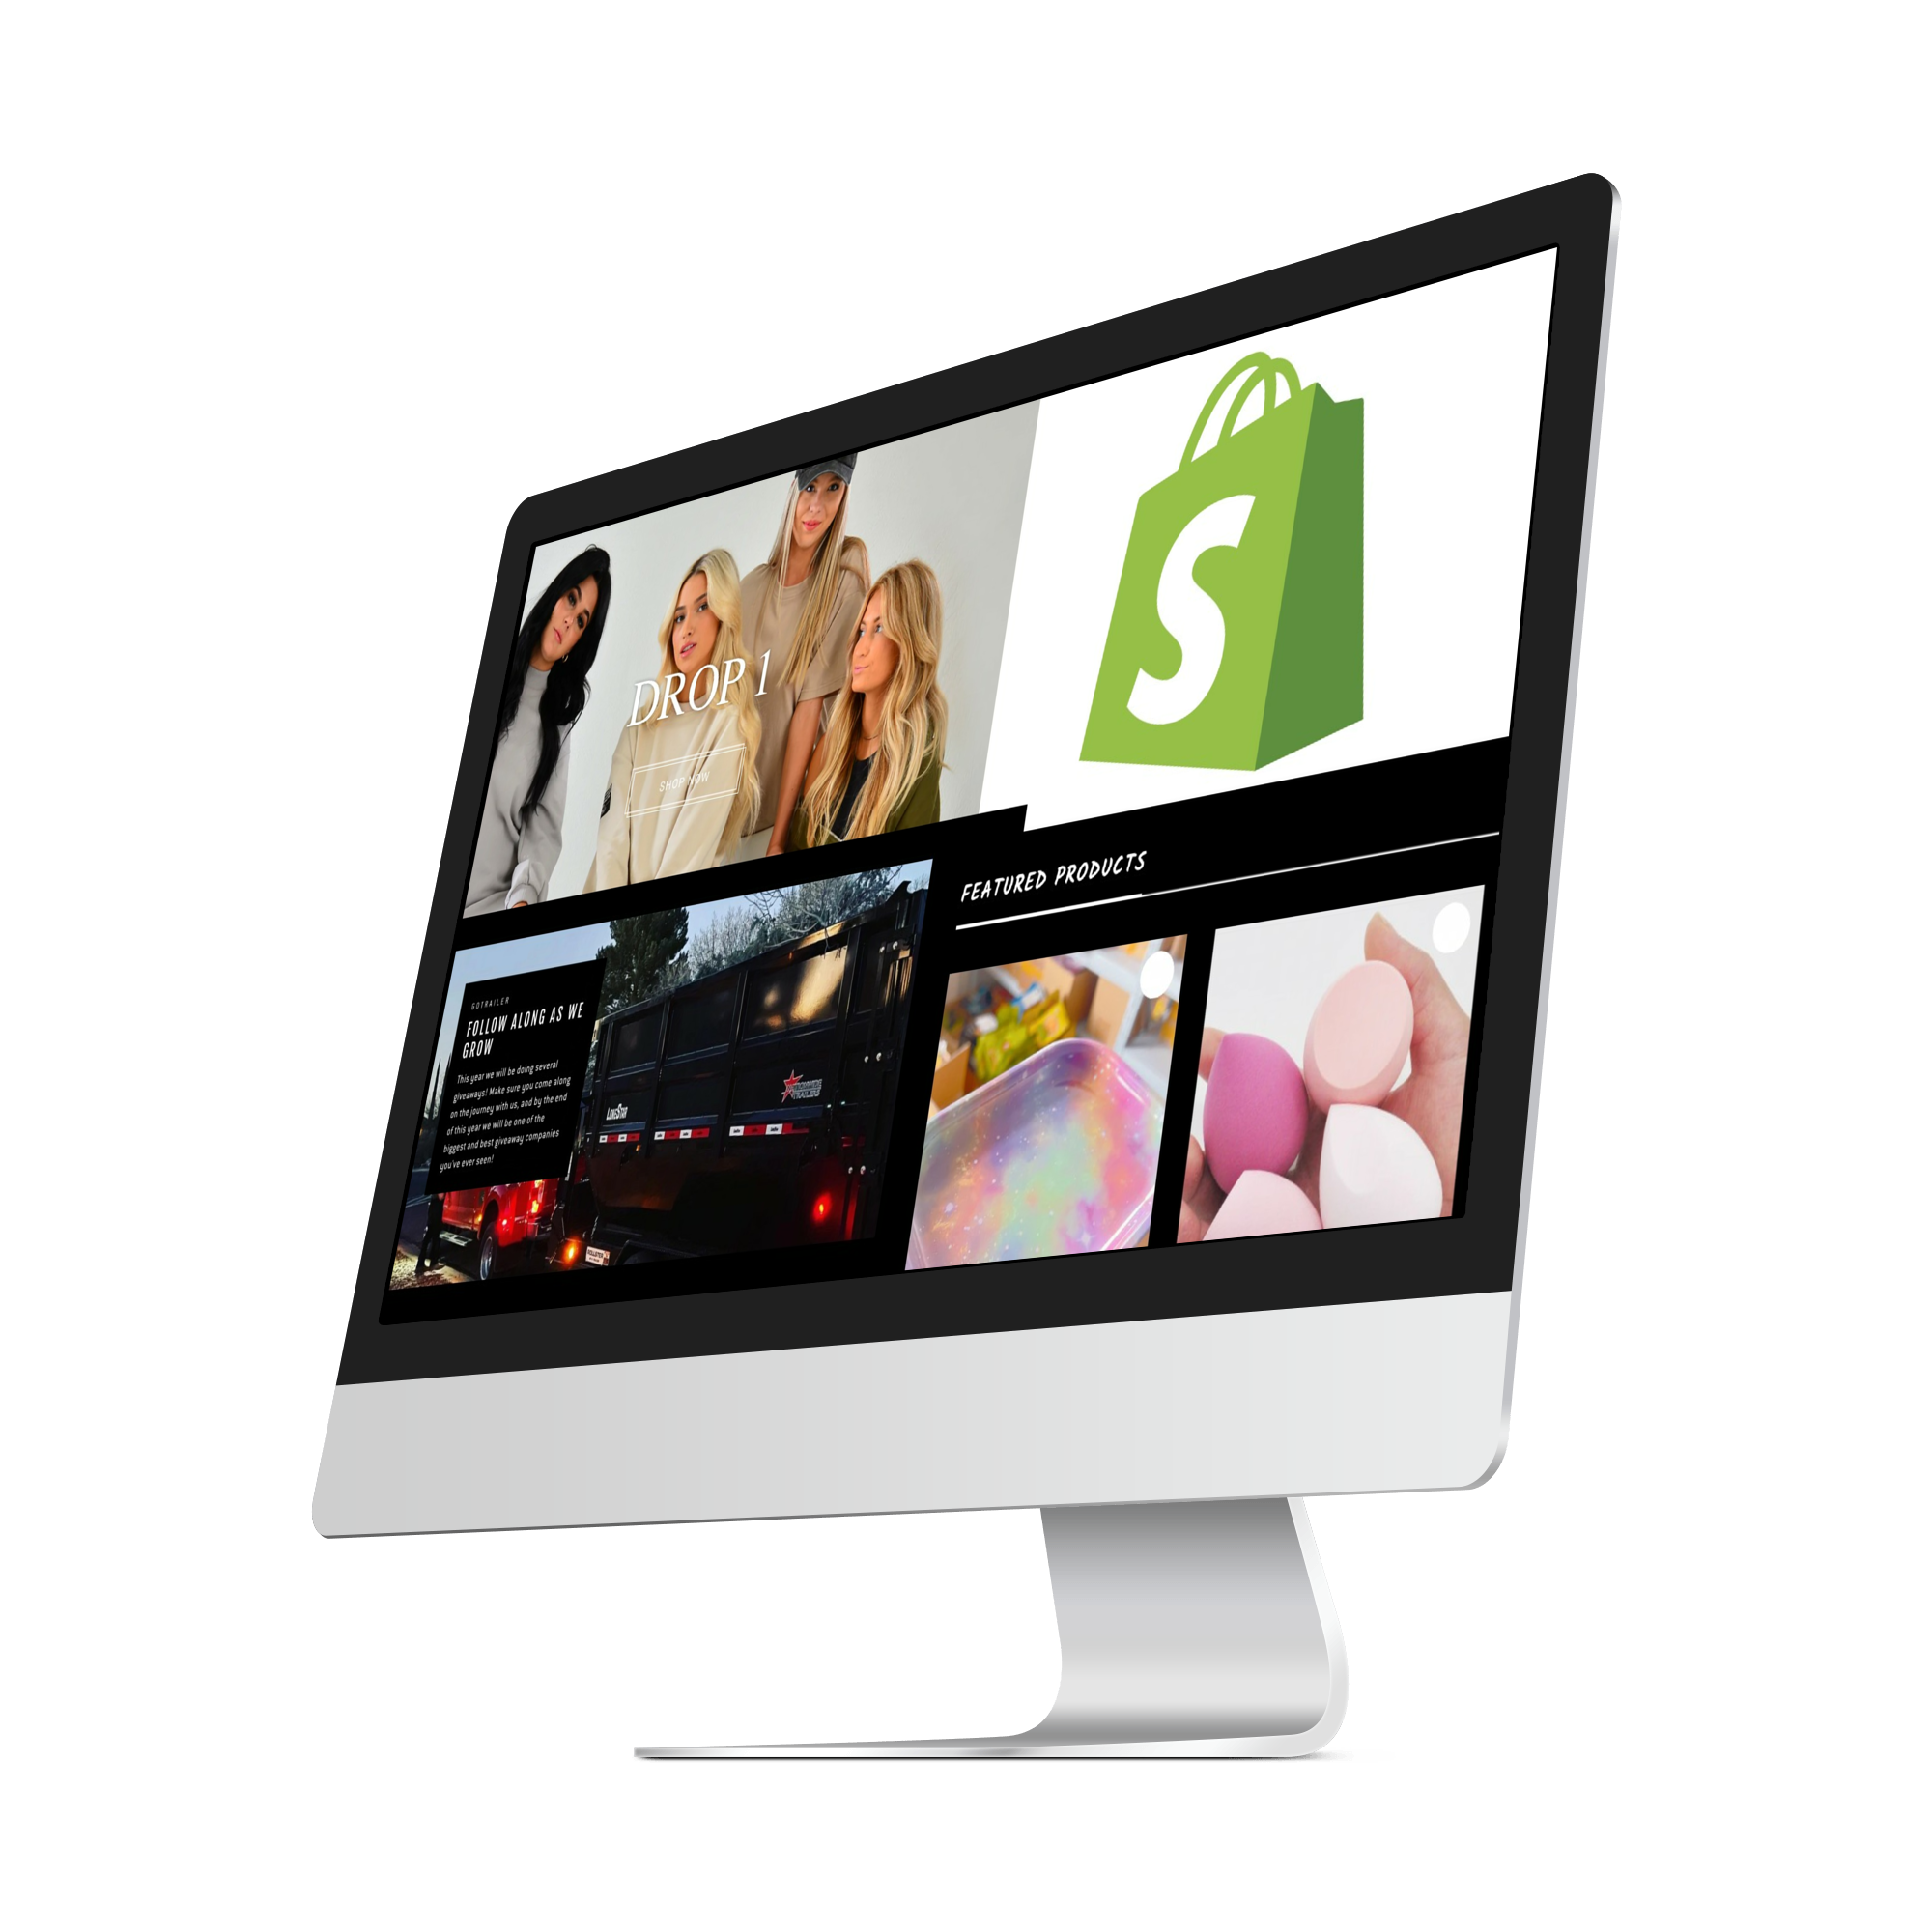 DROP 1
SHOP NOW
S
FEATURED PRODUCTS
GOTRAILER
FOLLOW ALONG AS WE
GROW
This year we will be doing several
giveaways! Make sure you come along
on the journey with us, and by the end
of this year we will be one of the
biggest and best giveaway companies
you've ever seen!
LoneStar